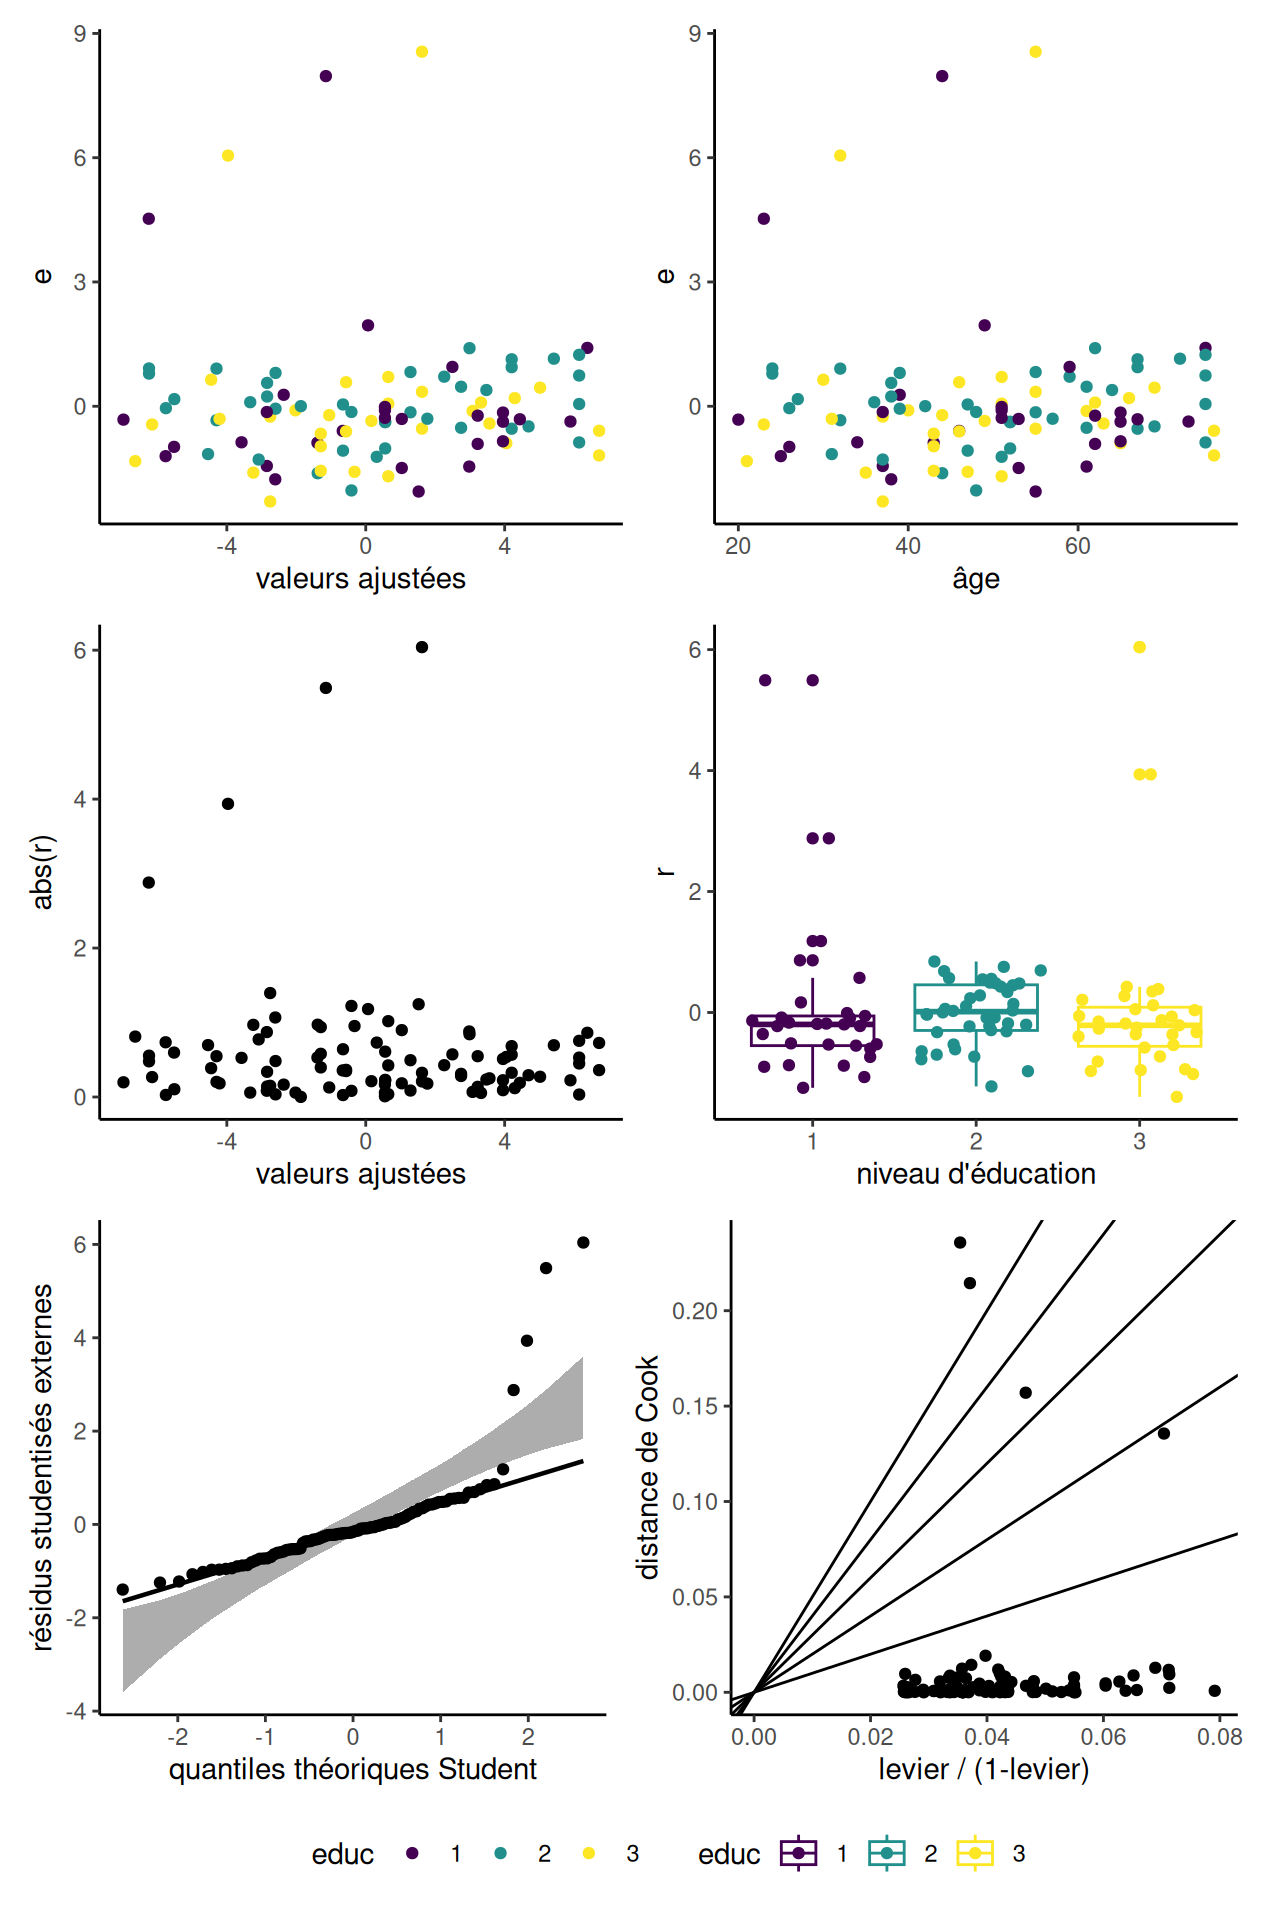 9
6
3
0
e
-4 0 4
valeurs ajustées
9
6
3
0
e
20 40 60
âge
6
4
2
0
abs(r)
-4 0 4
valeurs ajustées
6
4
2
0
r
1 2 3
niveau d'éducation
6
4
2
0
-2
-4
résidus studentisés externes
-2 -1 0 1 2
quantiles théoriques Student
0.20
0.15
0.10
0.05
0.00
distance de Cook
0.00 0.02 0.04 0.06 0.08
levier / (1-levier)
educ 1 2 3 educ 1 2 3